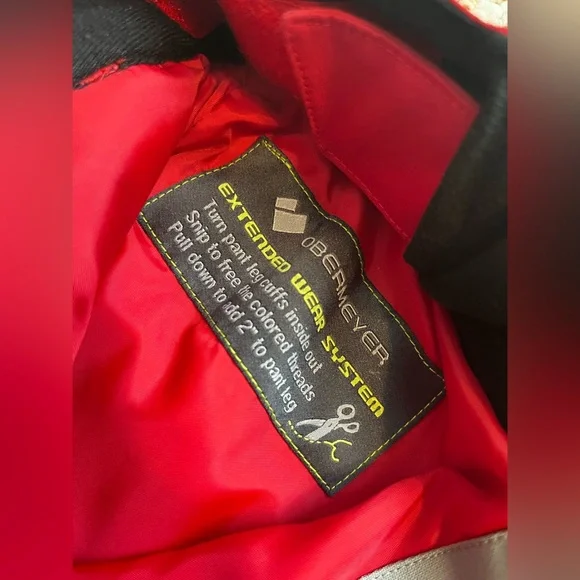 oBERMEYER
EXTENDED WEAR SYSTEM
Turn pant leg cuffs inside out
Snip to free the colored threads
Pull down to add 2" to pant leg